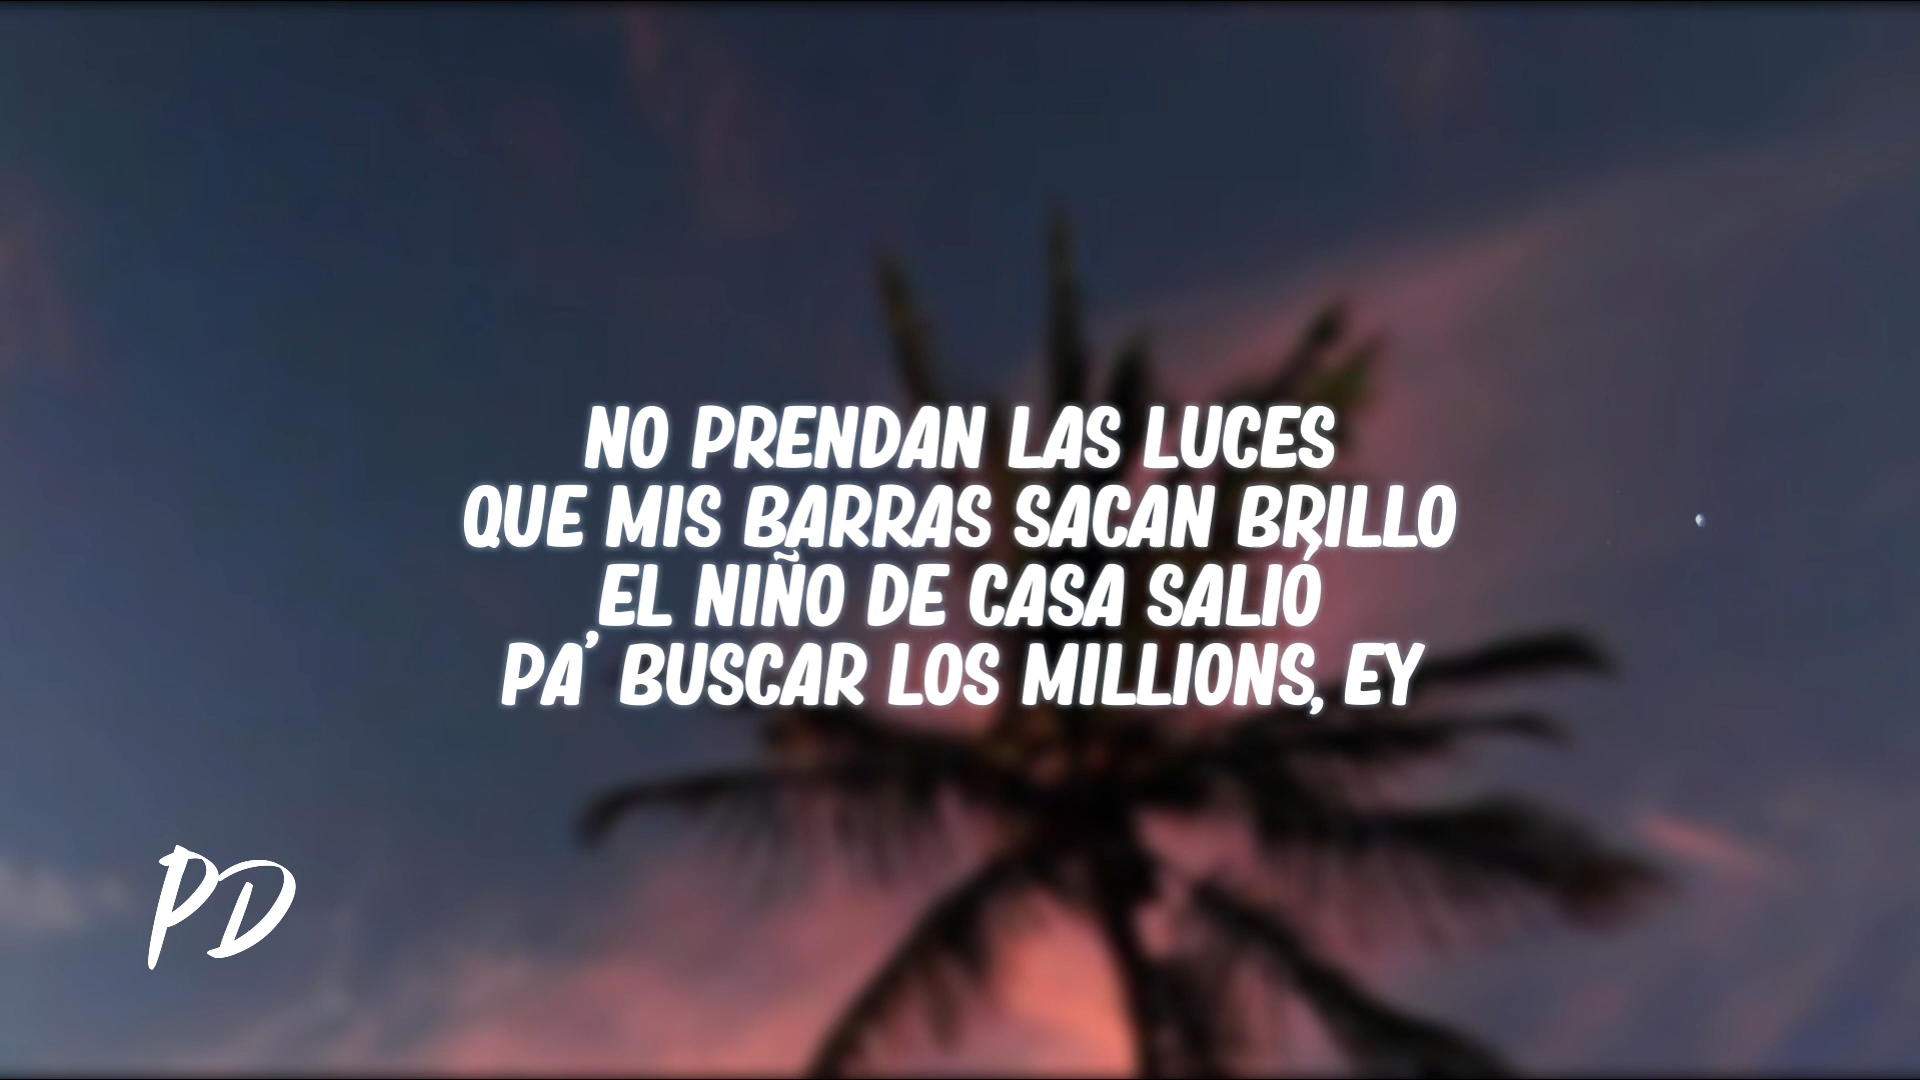 NO PRENDAN LAS LUCES
QUE MIS BARRAS SACAN BRILLO
EL NIÑO DE CASA SALIÓ
PA' BUSCAR LOS MILLIONS, EY
PD